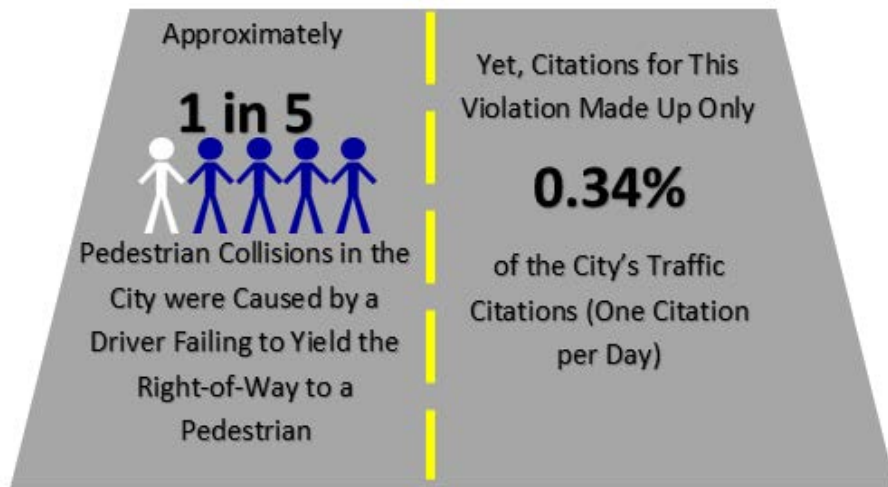 Approximately
1 in 5
Pedestrian Collisions in the
City were Caused by a
Driver Failing to Yield the
Right-of-Way to a
Pedestrian
Yet, Citations for This
Violation Made Up Only
0.34%
of the City's Traffic
Citations (One Citation
per Day)